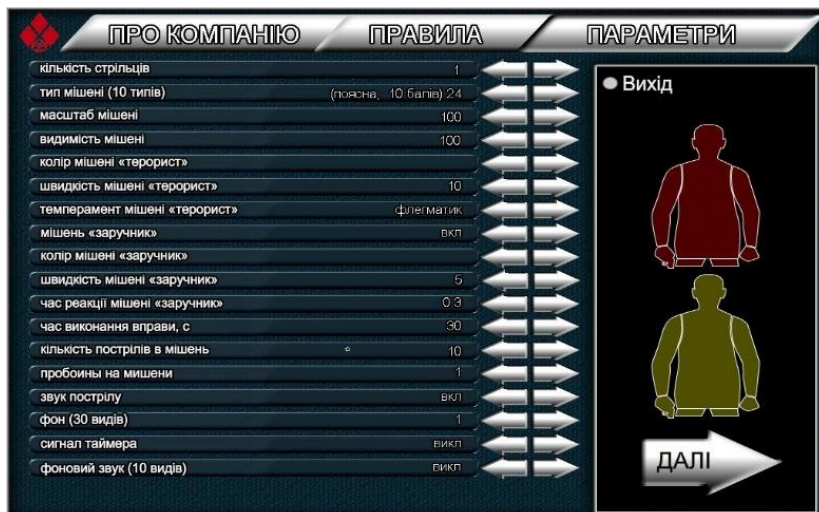 ПРО КОМПАНІЮ ПРАВИЛА ПАРАМЕТРИ
кількість стрільців 1
тип мішені (10 типів) (поясна, 10 балів) 24
масштаб мішені 100
видимість мішені 100
колір мішені «терорист»
швидкість мішені «терорист» 10
темперамент мішені «терорист» флегматик
мішень «заручник» вкл
колір мішені «заручник»
швидкість мішені «заручник» 5
час реакції мішені «заручник» 0.3
час виконання вправи, с 30
кількість пострілів в мішень 10
пробоины на мишени 1
звук пострілу вкл
фон (30 видів) 1
сигнал таймера викл
фоновий звук (10 видів) викл
Вихід
ДАЛІ